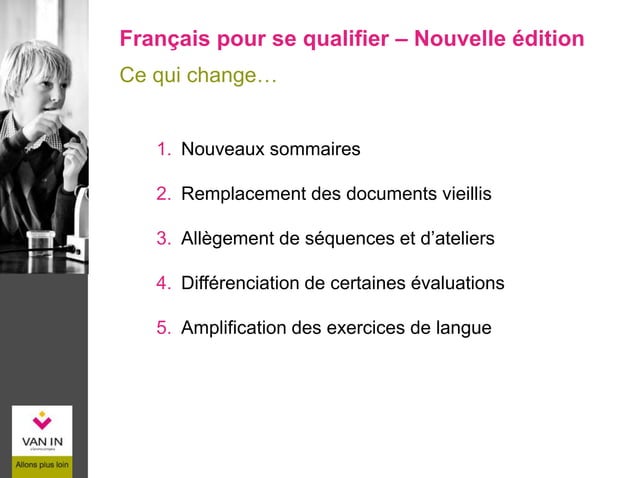 Français pour se qualifier – Nouvelle édition
Ce qui change…
1. Nouveaux sommaires
2. Remplacement des documents vieillis
3. Allègement de séquences et d’ateliers
4. Différenciation de certaines évaluations
5. Amplification des exercices de langue
VAN IN
Allons plus loin